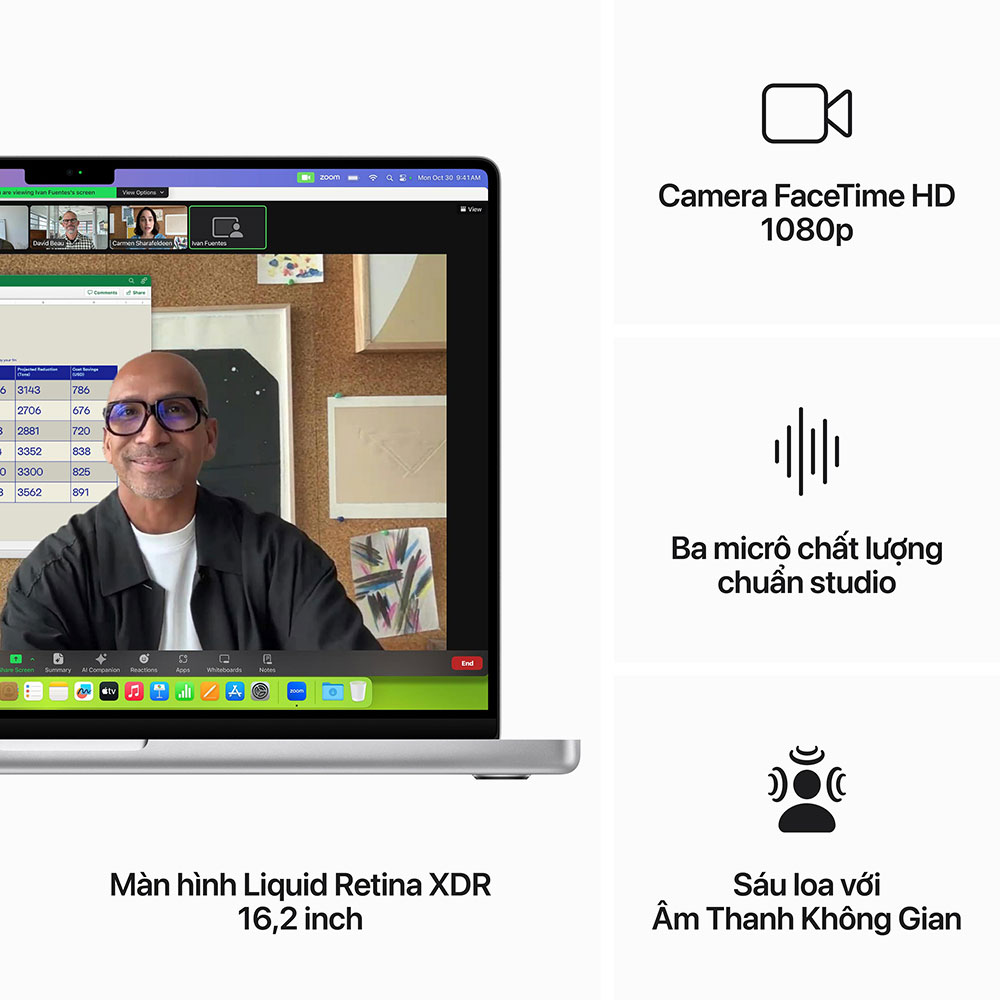 zoom
Mon Oct 30 9:41AM
are viewing Ivan Fuentes's screen
View Options
View
David Beau
Carmen Sharafeldeen
Ivan Fuentes
Comments
Share
Projected Reduction (Tons)
Cost Savings (USD)
6 3143 786
2706 676
3 2881 720
3352 838
0 3300 825
3 3562 891
Share Screen
Summary
AI Companion
Reactions
Apps
Whiteboards
Notes
End
tv
zoom
Màn hình Liquid Retina XDR
16,2 inch
Camera FaceTime HD
1080p
Ba micrô chất lượng
chuẩn studio
Sáu loa với
Âm Thanh Không Gian